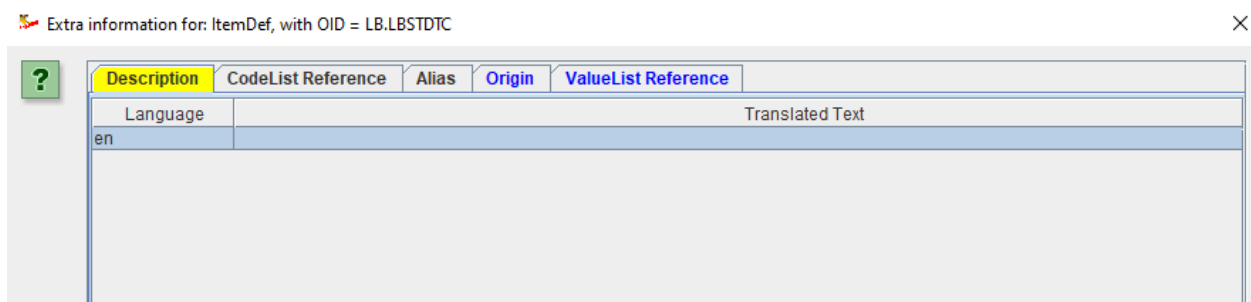 Extra information for: ItemDef, with OID = LB.LBSTDTC
? Description CodeList Reference Alias Origin ValueList Reference
Language Translated Text
en